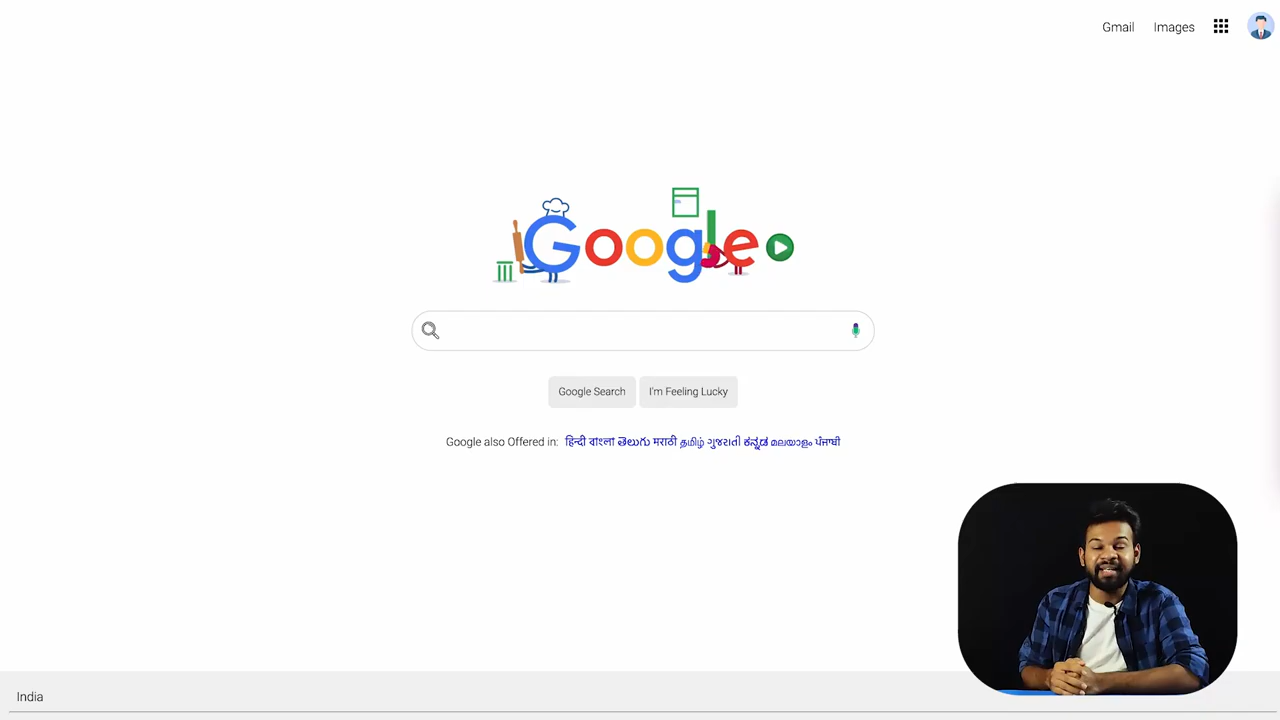 Gmail Images
Google
Google Search I'm Feeling Lucky
Google also Offered in: हिन्दी বাংলা తెలుగు मराठी தமிழ் ગુજરાતી ಕನ್ನಡ മലയാളം ਪੰਜਾਬੀ
India